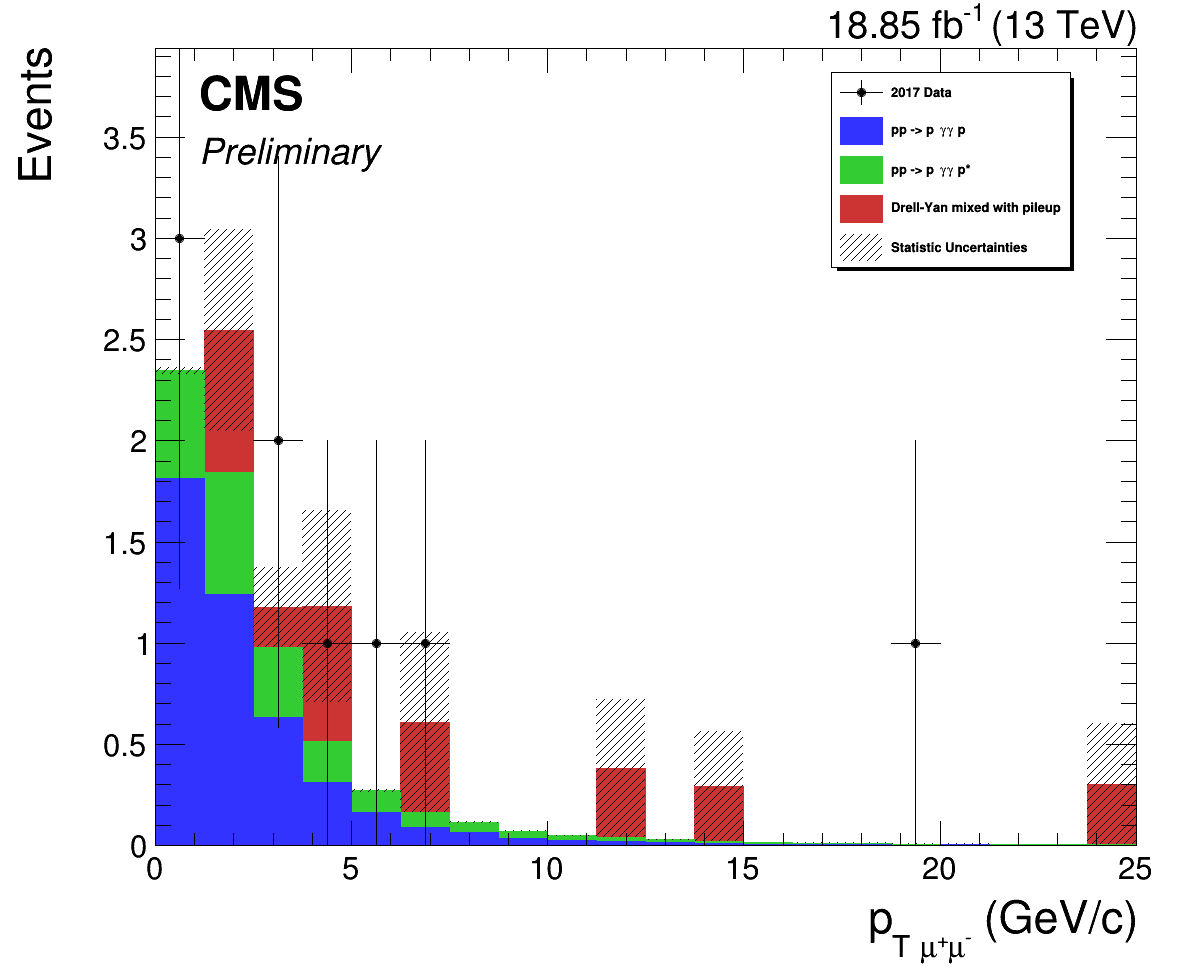 18.85 fb-1 (13 TeV)
Events
CMS
Preliminary
2017 Data
pp -> p γγ p
pp -> p γγ p*
Drell-Yan mixed with pileup
Statistic Uncertainties
3.5
3
2.5
2
1.5
1
0.5
0
0 5 10 15 20 25
pT μ+μ- (GeV/c)